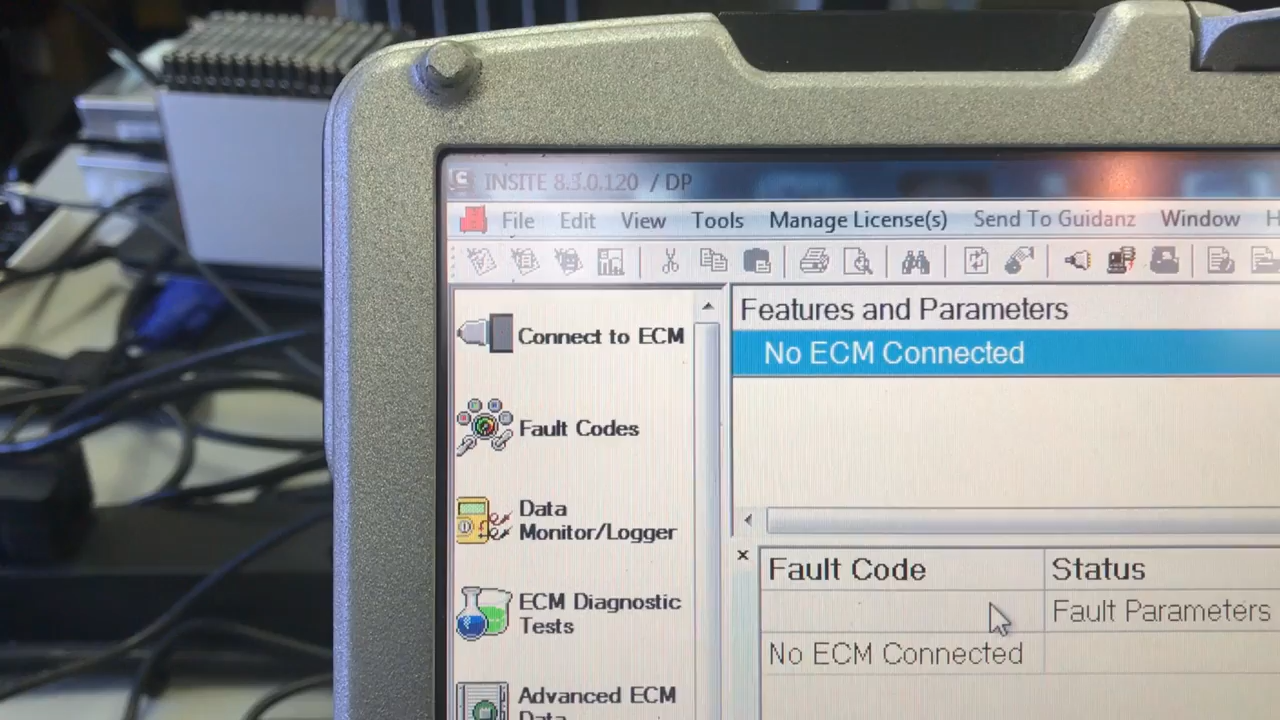 INSITE 8.3.0.120 / DP
File Edit View Tools Manage License(s) Send To Guidanz Window H
Connect to ECM
Fault Codes
Data
Monitor/Logger
ECM Diagnostic
Tests
Advanced ECM
Data
Features and Parameters
No ECM Connected
Fault Code Status
Fault Parameters
No ECM Connected